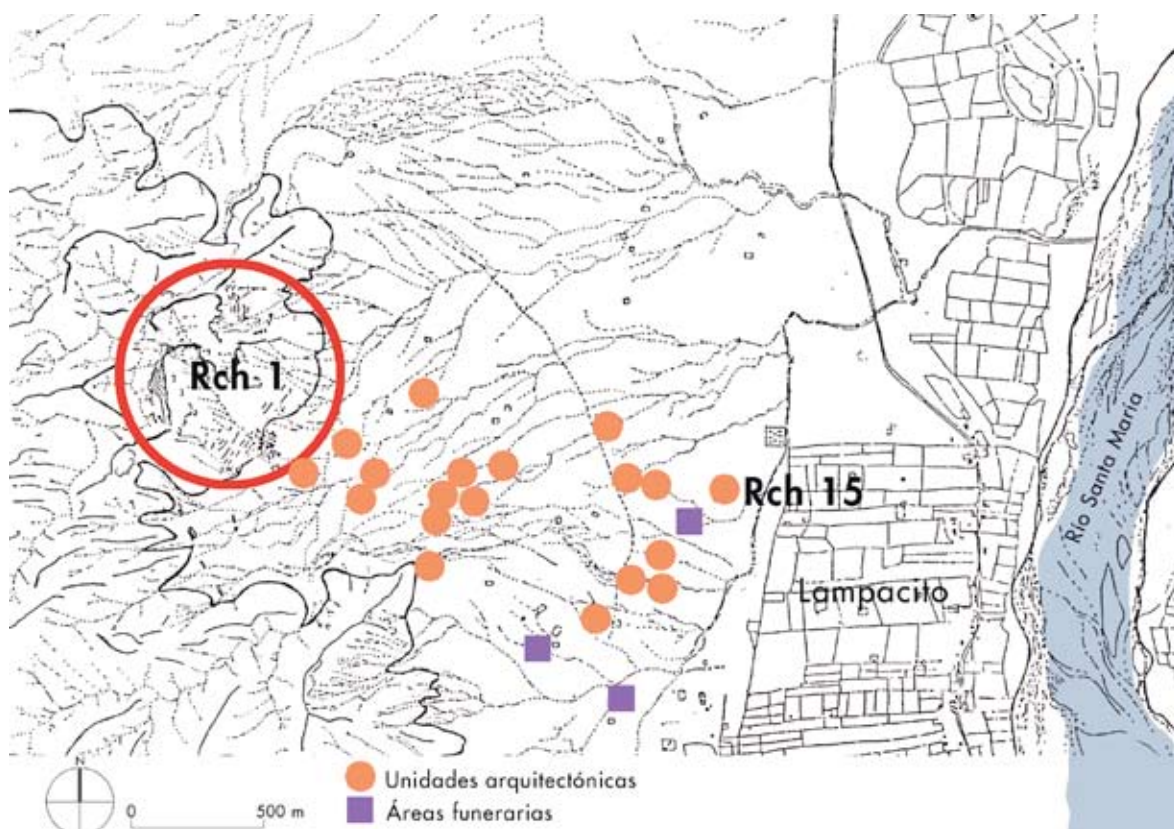 Rch 1
Rch 15
Río Santa María
Lampacito
N
0 500 m
Unidades arquitectónicas
Áreas funerarias